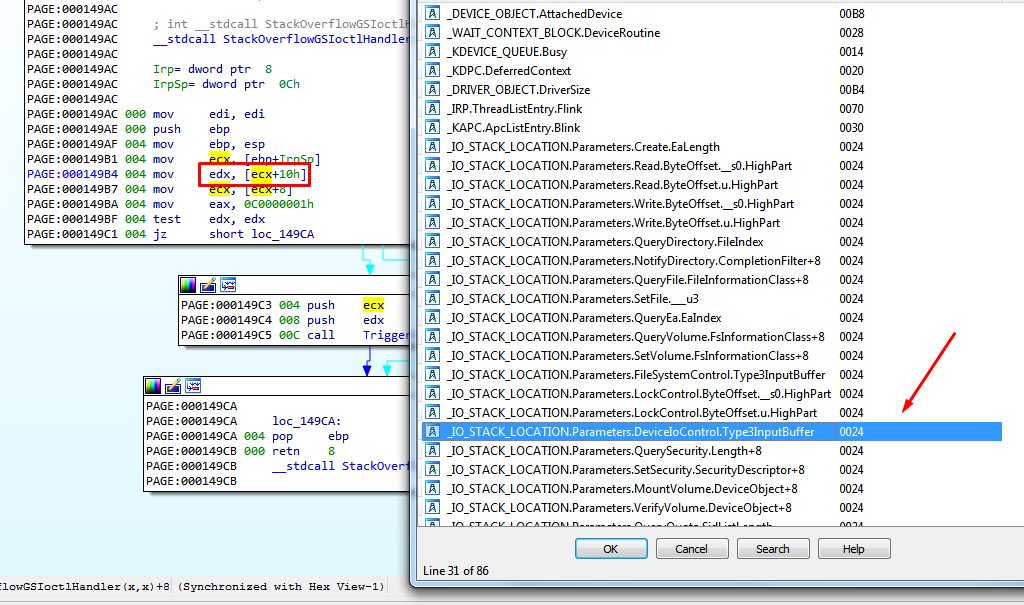 PAGE:000149AC
PAGE:000149AC
PAGE:000149AC ; int __stdcall StackOverflowGSIoctlHandler
PAGE:000149AC __stdcall StackOverflowGSIoctlHandler
PAGE:000149AC
PAGE:000149AC Irp= dword ptr 8
PAGE:000149AC IrpSp= dword ptr 0Ch
PAGE:000149AC
PAGE:000149AC 000 mov edi, edi
PAGE:000149AE 000 push ebp
PAGE:000149AF 004 mov ebp, esp
PAGE:000149B1 004 mov ecx, [ebp+IrpSp]
PAGE:000149B4 004 mov edx, [ecx+10h]
PAGE:000149B7 004 mov ecx, [ecx+8]
PAGE:000149BA 004 mov eax, 0C0000001h
PAGE:000149BF 004 test edx, edx
PAGE:000149C1 004 jz short loc_149CA
PAGE:000149C3 004 push ecx
PAGE:000149C4 008 push edx
PAGE:000149C5 00C call Trigger
PAGE:000149CA
PAGE:000149CA loc_149CA:
PAGE:000149CA 004 pop ebp
PAGE:000149CB 000 retn 8
PAGE:000149CB __stdcall StackOverf
PAGE:000149CB
flowGSIoctlHandler(x,x)+8 (Synchronized with Hex View-1)
_DEVICE_OBJECT.AttachedDevice 00B8
_WAIT_CONTEXT_BLOCK.DeviceRoutine 0028
_KDEVICE_QUEUE.Busy 0014
_KDPC.DeferredContext 0020
_DRIVER_OBJECT.DriverSize 00B4
_IRP.ThreadListEntry.Flink 0070
_KAPC.ApcListEntry.Blink 0030
_IO_STACK_LOCATION.Parameters.Create.EaLength 0024
_IO_STACK_LOCATION.Parameters.Read.ByteOffset.__s0.HighPart 0024
_IO_STACK_LOCATION.Parameters.Read.ByteOffset.u.HighPart 0024
_IO_STACK_LOCATION.Parameters.Write.ByteOffset.__s0.HighPart 0024
_IO_STACK_LOCATION.Parameters.Write.ByteOffset.u.HighPart 0024
_IO_STACK_LOCATION.Parameters.QueryDirectory.FileIndex 0024
_IO_STACK_LOCATION.Parameters.NotifyDirectory.CompletionFilter+8 0024
_IO_STACK_LOCATION.Parameters.QueryFile.FileInformationClass+8 0024
_IO_STACK_LOCATION.Parameters.SetFile.___u3 0024
_IO_STACK_LOCATION.Parameters.QueryEa.EaIndex 0024
_IO_STACK_LOCATION.Parameters.QueryVolume.FsInformationClass+8 0024
_IO_STACK_LOCATION.Parameters.SetVolume.FsInformationClass+8 0024
_IO_STACK_LOCATION.Parameters.FileSystemControl.Type3InputBuffer 0024
_IO_STACK_LOCATION.Parameters.LockControl.ByteOffset.__s0.HighPart 0024
_IO_STACK_LOCATION.Parameters.LockControl.ByteOffset.u.HighPart 0024
_IO_STACK_LOCATION.Parameters.DeviceIoControl.Type3InputBuffer 0024
_IO_STACK_LOCATION.Parameters.QuerySecurity.Length+8 0024
_IO_STACK_LOCATION.Parameters.SetSecurity.SecurityDescriptor+8 0024
_IO_STACK_LOCATION.Parameters.MountVolume.DeviceObject+8 0024
_IO_STACK_LOCATION.Parameters.VerifyVolume.DeviceObject+8 0024
_IO_STACK_LOCATION.Parameters.QueryQuota.SidListLength 0024
OK Cancel Search Help
Line 31 of 86